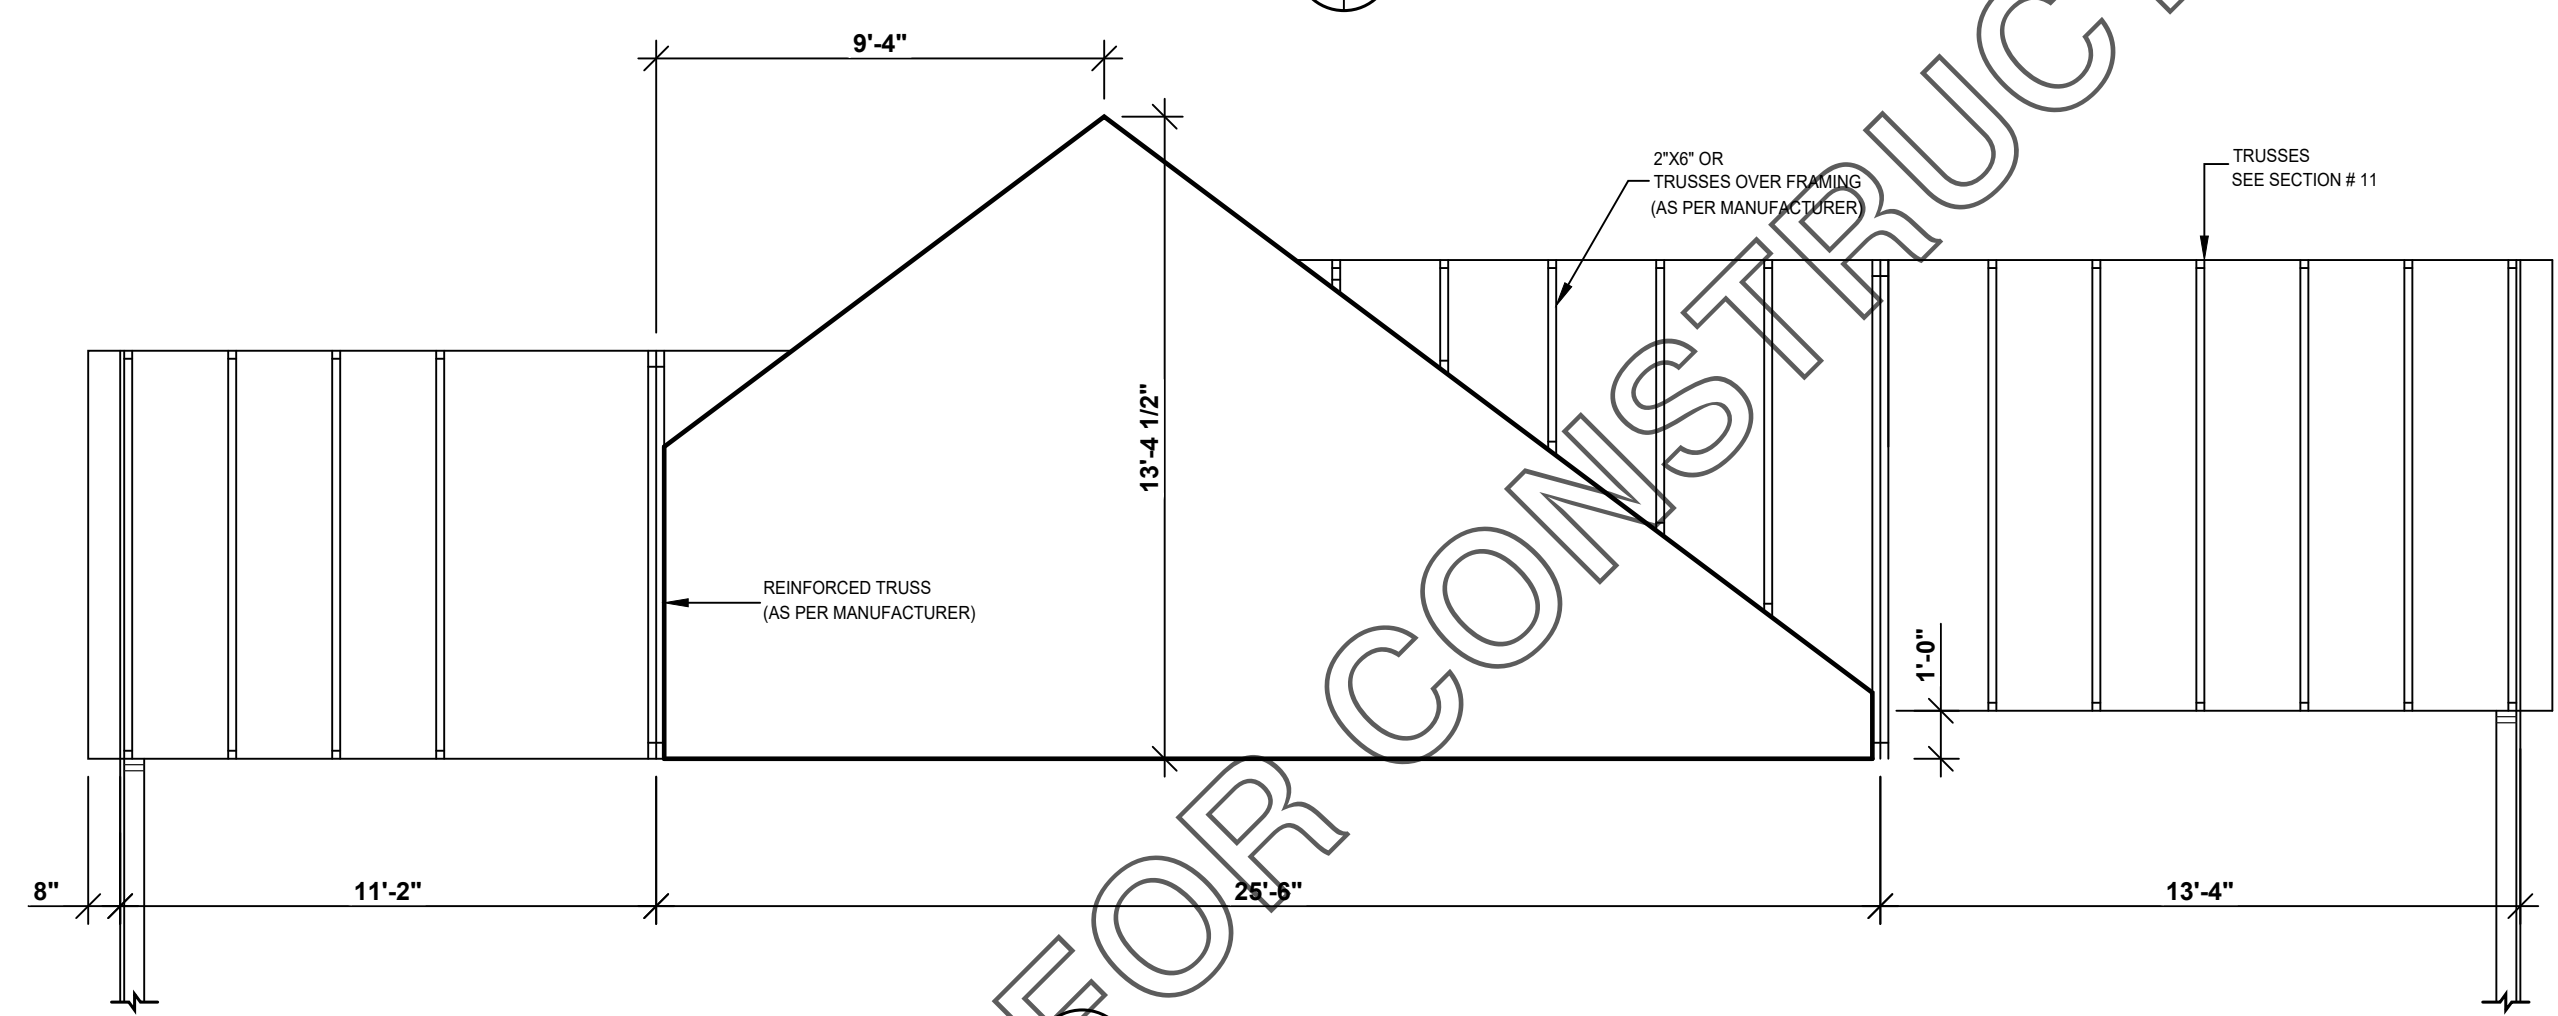 9'-4"
2"X6" OR
TRUSSES OVER FRAMING
(AS PER MANUFACTURER)
TRUSSES
SEE SECTION # 11
13'-4 1/2"
REINFORCED TRUSS
(AS PER MANUFACTURER)
1'-0"
8"
11'-2"
25'-6"
13'-4"
FOR CONSTRUCT